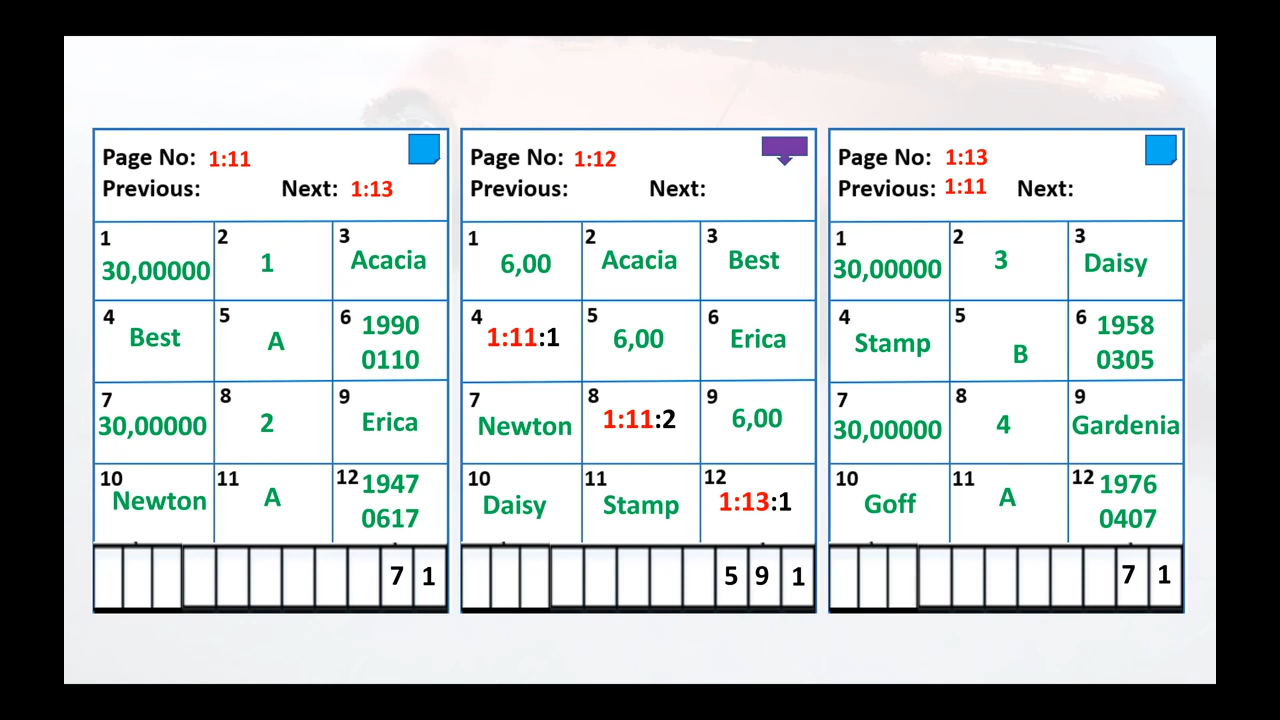 Page No: 1:11
Previous: Next: 1:13
1 30,00000
2 1
3 Acacia
4 Best
5 A
6 1990
0110
7 30,00000
8 2
9 Erica
10 Newton
11 A
12 1947
0617
7 1
Page No: 1:12
Previous: Next:
1 6,00
2 Acacia
3 Best
4 1:11:1
5 6,00
6 Erica
7 Newton
8 1:11:2
9 6,00
10 Daisy
11 Stamp
12 1:13:1
5 9 1
Page No: 1:13
Previous: 1:11 Next:
1 30,00000
2 3
3 Daisy
4 Stamp
5 B
6 1958
0305
7 30,00000
8 4
9 Gardenia
10 Goff
11 A
12 1976
0407
7 1